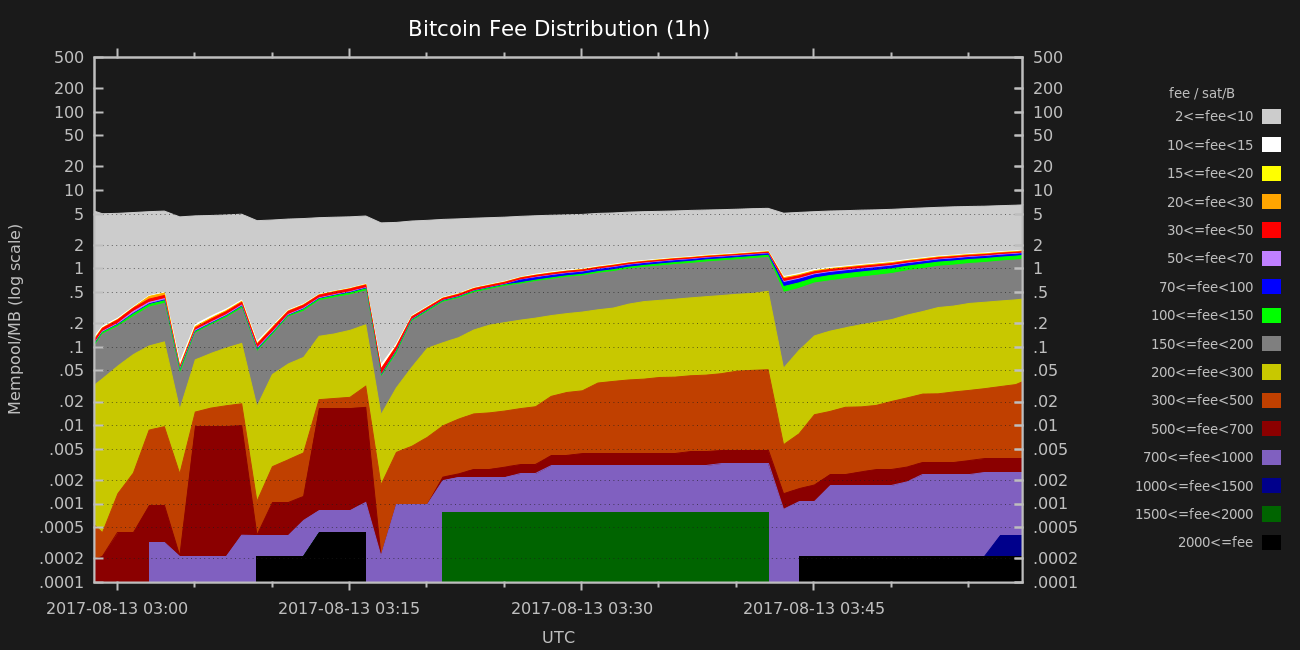 Bitcoin Fee Distribution (1h)
Mempool/MB (log scale)
500
200
100
50
20
10
5
2
1
.5
.2
.1
.05
.02
.01
.005
.002
.001
.0005
.0002
.0001
500
200
100
50
20
10
5
2
1
.5
.2
.1
.05
.02
.01
.005
.002
.001
.0005
.0002
.0001
2017-08-13 03:00
2017-08-13 03:15
2017-08-13 03:30
2017-08-13 03:45
UTC
fee / sat/B
2<=fee<10
10<=fee<15
15<=fee<20
20<=fee<30
30<=fee<50
50<=fee<70
70<=fee<100
100<=fee<150
150<=fee<200
200<=fee<300
300<=fee<500
500<=fee<700
700<=fee<1000
1000<=fee<1500
1500<=fee<2000
2000<=fee